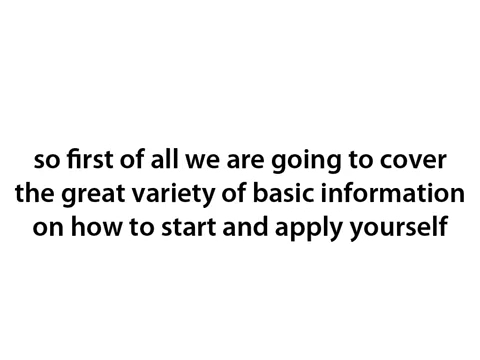 so first of all we are going to cover
the great variety of basic information
on how to start and apply yourself